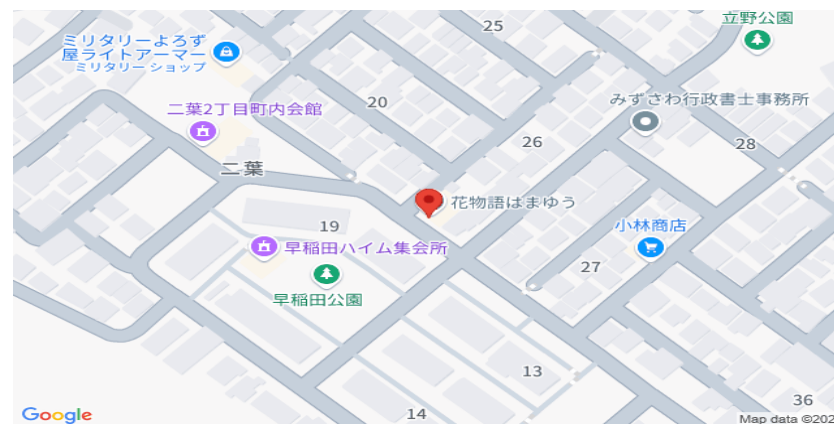 立野公園
25
ミリタリーよろず
屋ライトアーマー
ミリタリー ショップ
20
みずさわ行政書士事務所
二葉2丁目町内会館
26
28
二葉
花物語はまゆう
19
小林商店
早稲田ハイム集会所
27
早稲田公園
13
36
14
Google
Map data ©202